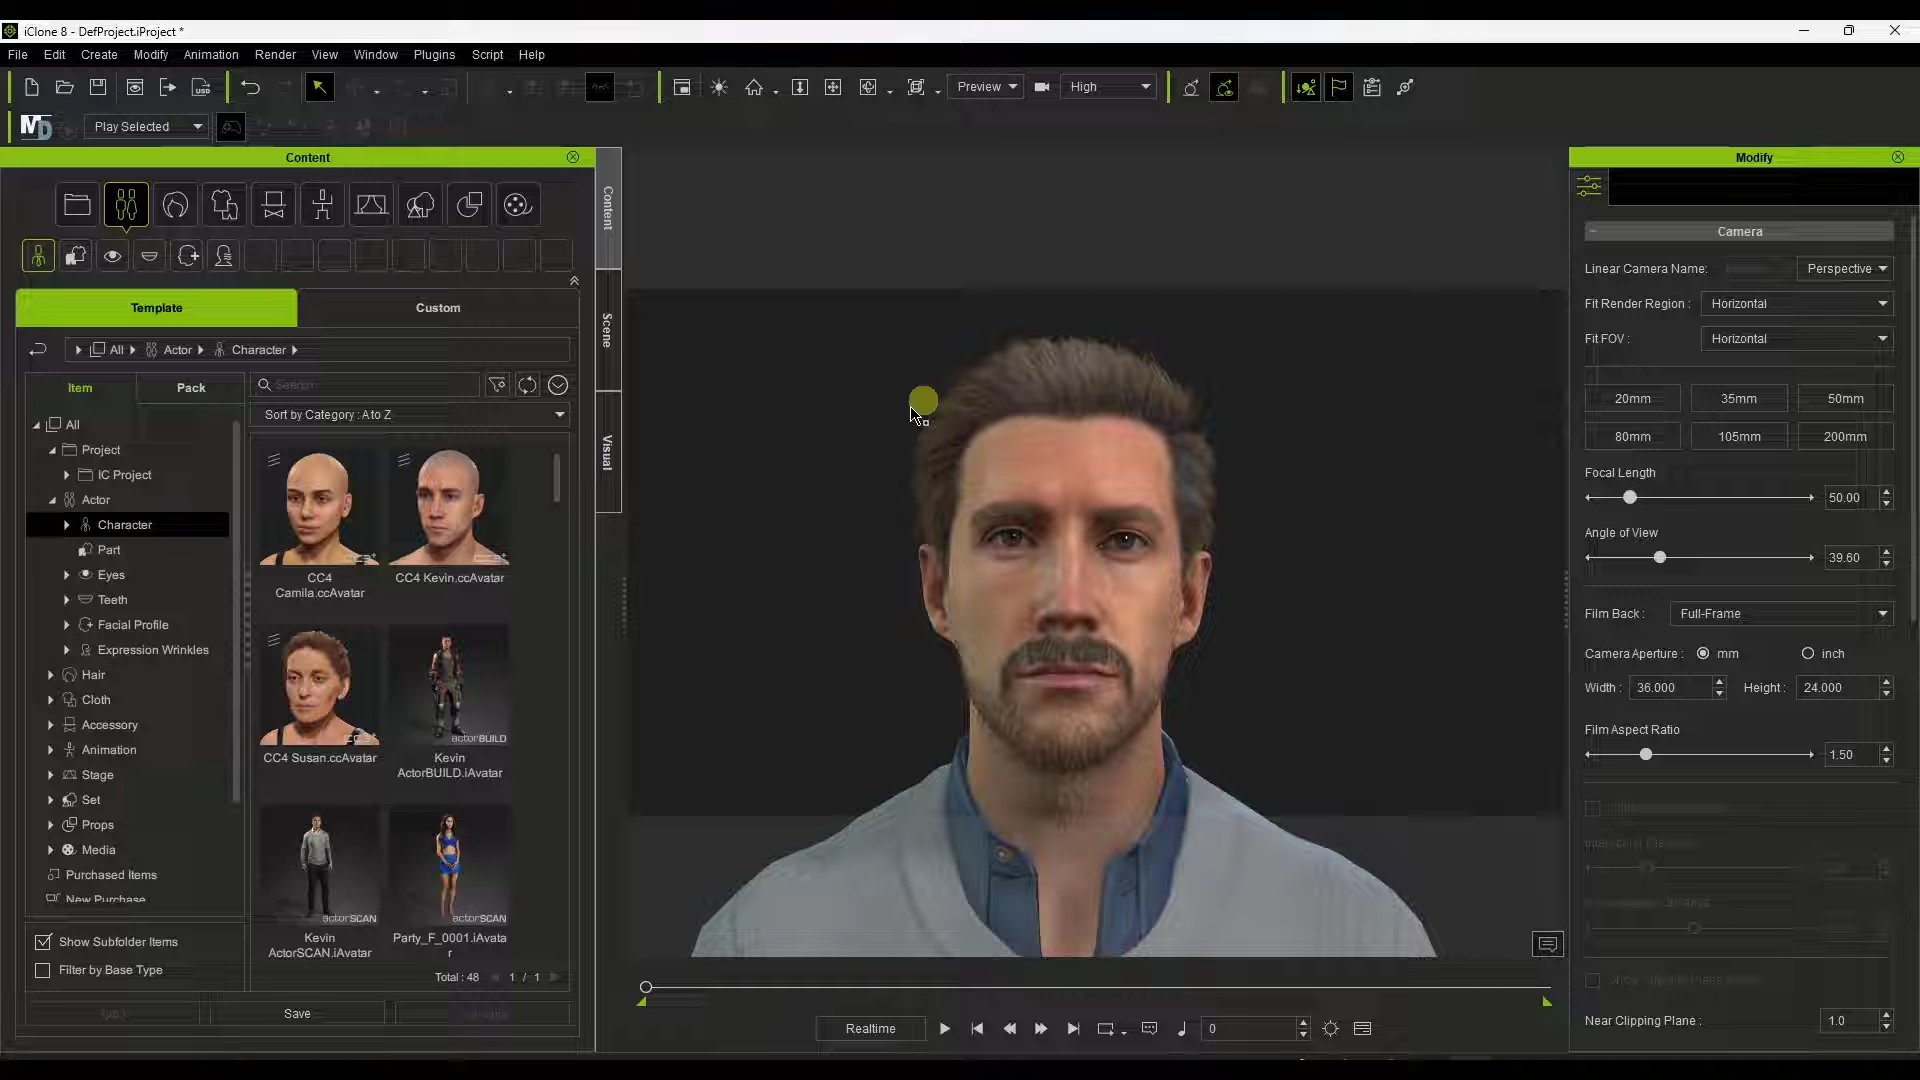 iClone 8 - DefProject.iProject *
File Edit Create Modify Animation Render View Window Plugins Script Help
Preview High
MD Play Selected
Content
Content
Scene
Visual
Template Custom
All Actor Character
Item Pack
Search
Sort by Category : A to Z
All
Project
IC Project
Actor
Character
Part
Eyes
Teeth
Facial Profile
Expression Wrinkles
Hair
Cloth
Accessory
Animation
Stage
Set
Props
Media
Purchased Items
New Purchase
CC4
Camila.ccAvatar
CC4 Kevin.ccAvatar
CC4 Susan.ccAvatar
actorBUILD
Kevin
ActorBUILD.iAvatar
actorSCAN
Kevin
ActorSCAN.iAvatar
actorSCAN
Party_F_0001.iAvata
r
Show Subfolder Items
Filter by Base Type
Total : 48 1 / 1
Save
Realtime 0
Modify
Camera
Linear Camera Name: Perspective
Fit Render Region : Horizontal
Fit FOV : Horizontal
20mm 35mm 50mm
80mm 105mm 200mm
Focal Length
50.00
Angle of View
39.60
Film Back : Full-Frame
Camera Aperture : mm inch
Width : 36.000 Height : 24.000
Film Aspect Ratio
1.50
Near Clipping Plane : 1.0